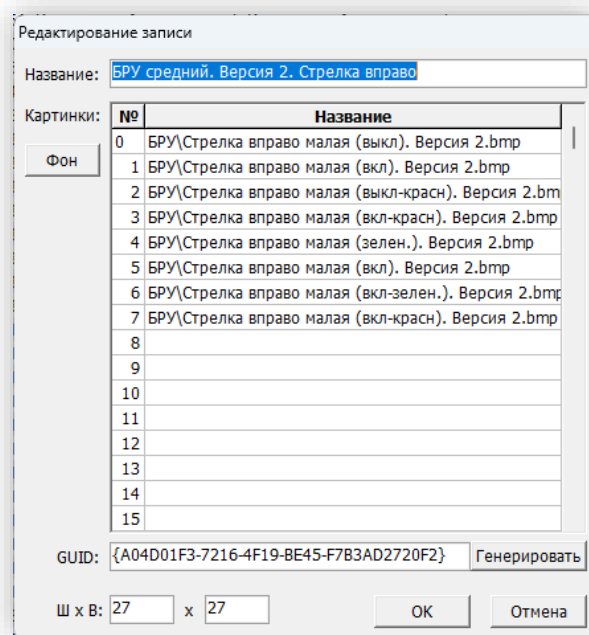 Редактирование записи
Название: БРУ средний. Версия 2. Стрелка вправо
Картинки: № Название
Фон
0 БРУ\Стрелка вправо малая (выкл). Версия 2.bmp
1 БРУ\Стрелка вправо малая (вкл). Версия 2.bmp
2 БРУ\Стрелка вправо малая (выкл-красн). Версия 2.bm
3 БРУ\Стрелка вправо малая (вкл-красн). Версия 2.bmp
4 БРУ\Стрелка вправо малая (зелен.). Версия 2.bmp
5 БРУ\Стрелка вправо малая (вкл). Версия 2.bmp
6 БРУ\Стрелка вправо малая (вкл-зелен.). Версия 2.bmp
7 БРУ\Стрелка вправо малая (вкл-красн). Версия 2.bmp
8
9
10
11
12
13
14
15
GUID: {A04D01F3-7216-4F19-BE45-F7B3AD2720F2} Генерировать
Ш x В: 27 x 27 OK Отмена